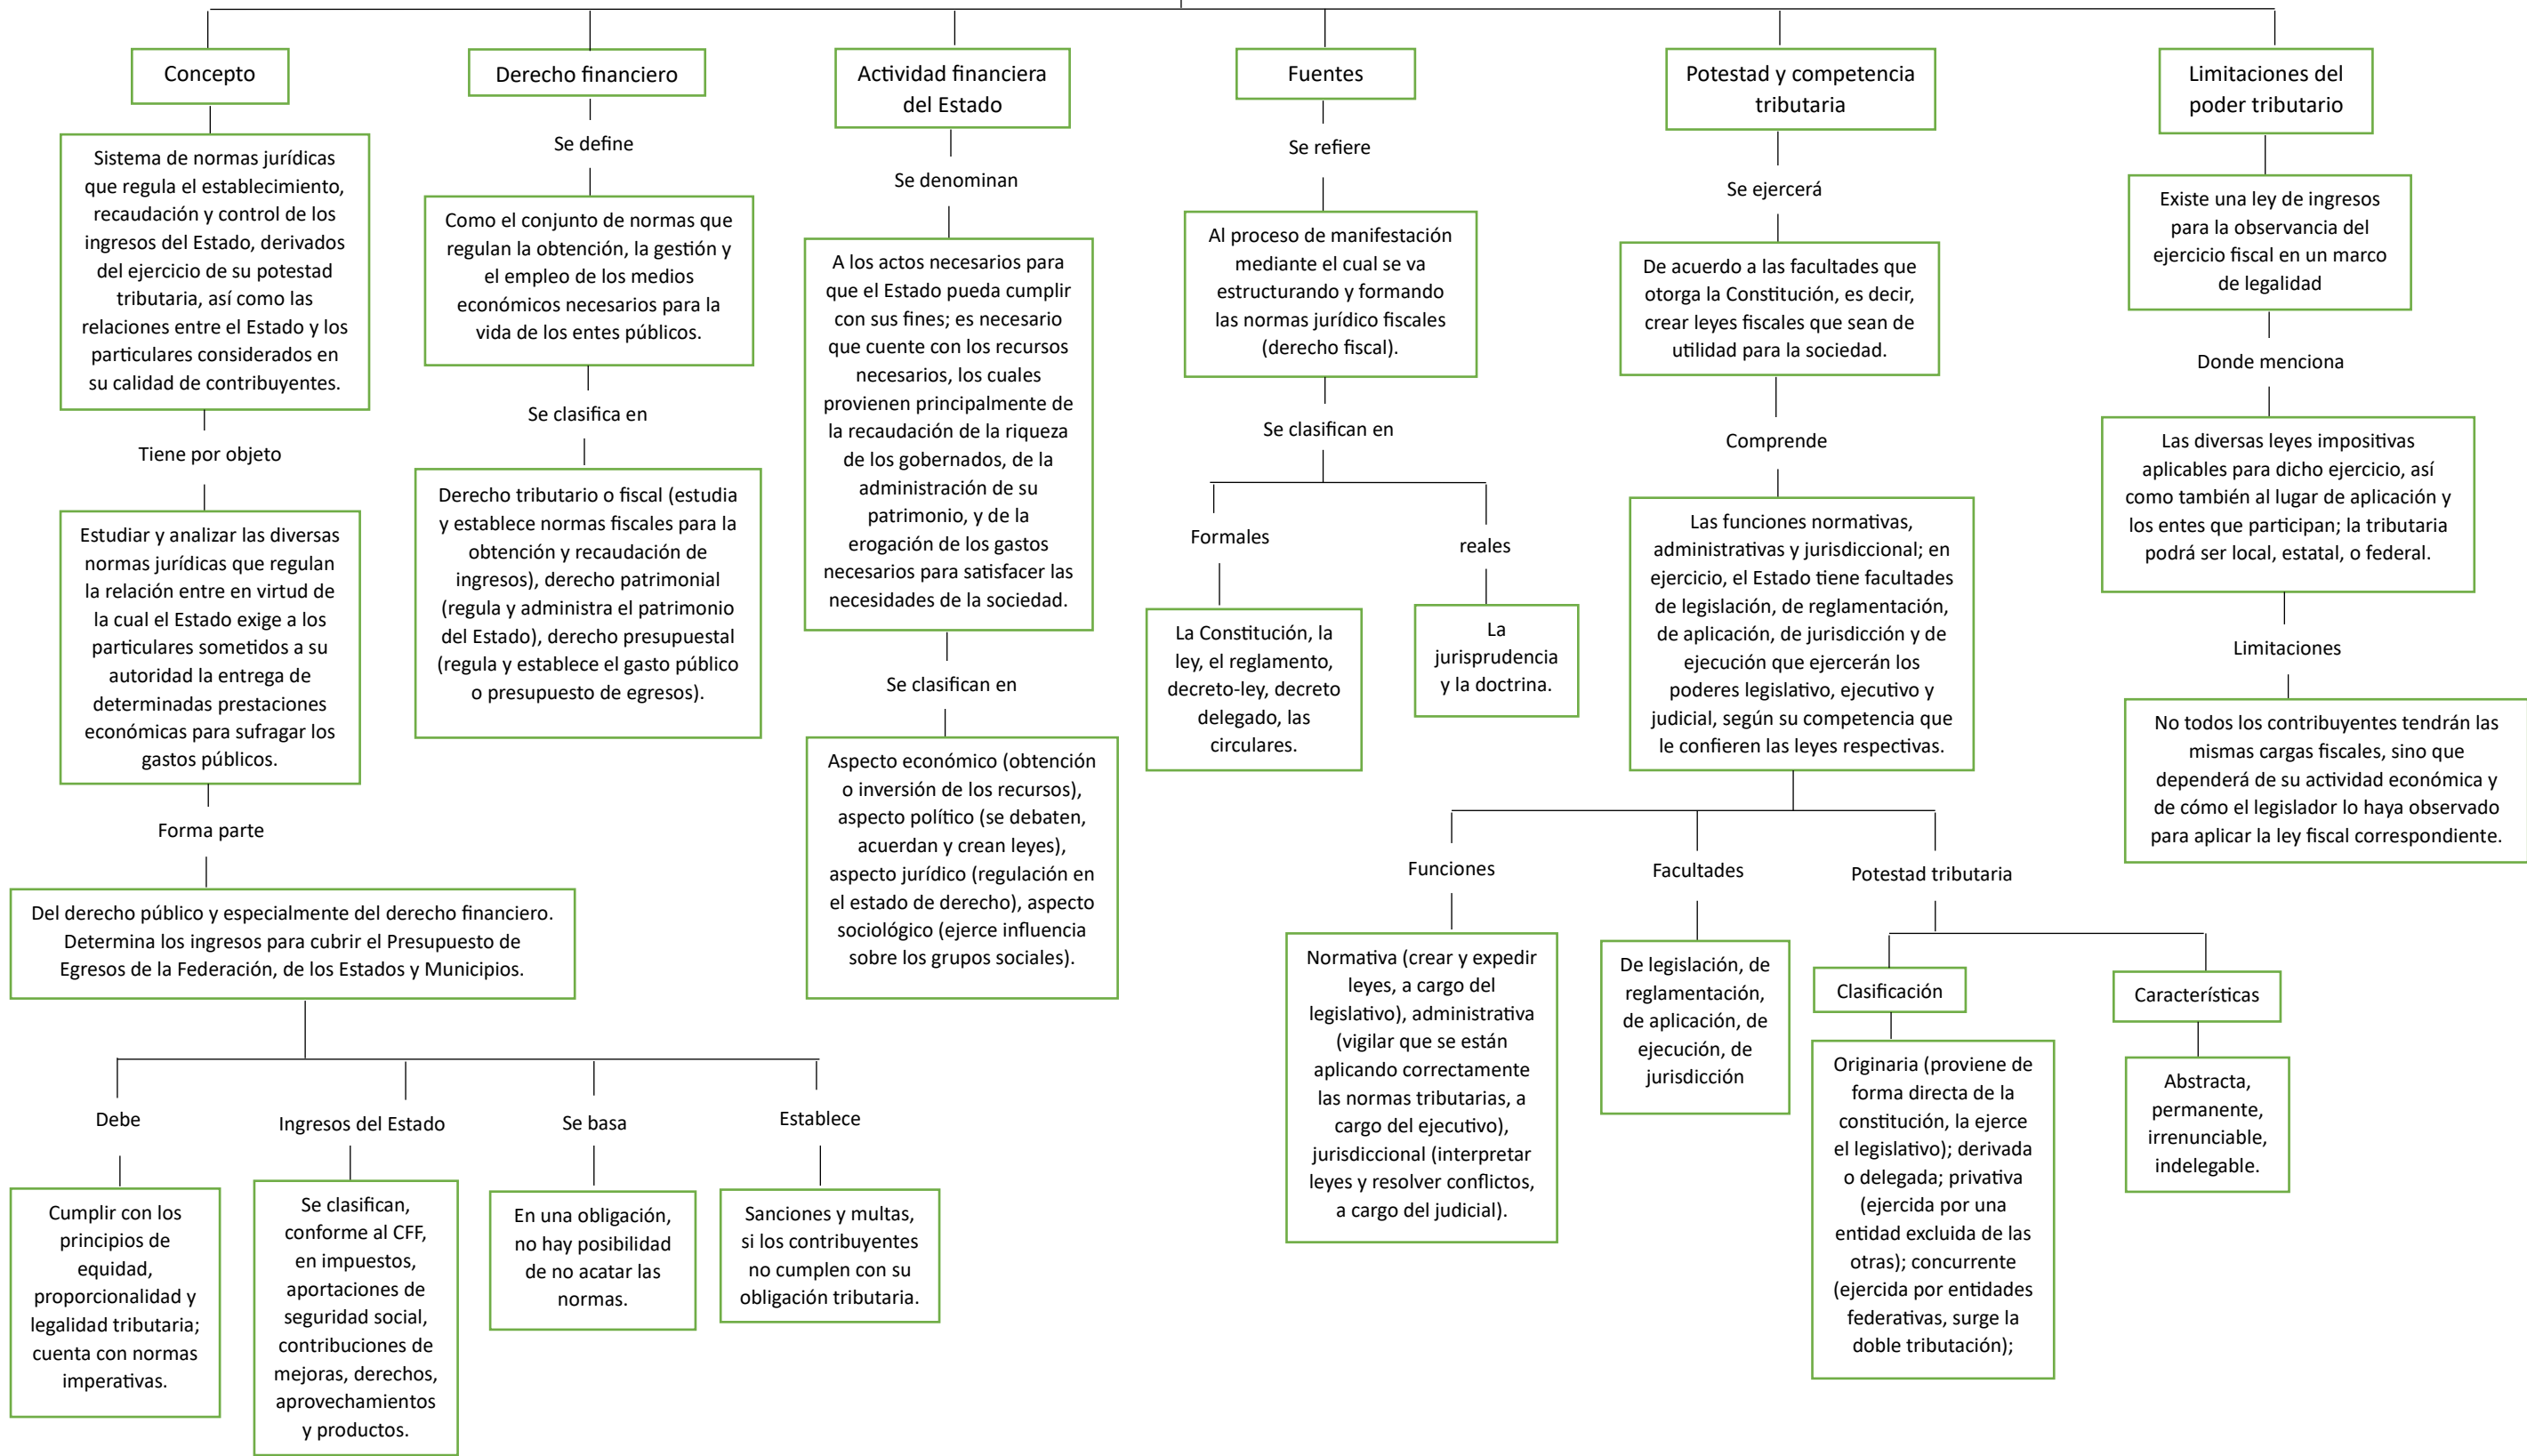 Concepto
Sistema de normas jurídicas
que regula el establecimiento,
recaudación y control de los
ingresos del Estado, derivados
del ejercicio de su potestad
tributaria, así como las
relaciones entre el Estado y los
particulares considerados en
su calidad de contribuyentes.
Tiene por objeto
Estudiar y analizar las diversas
normas jurídicas que regulan
la relación entre en virtud de
la cual el Estado exige a los
particulares sometidos a su
autoridad la entrega de
determinadas prestaciones
económicas para sufragar los
gastos públicos.
Forma parte
Del derecho público y especialmente del derecho financiero.
Determina los ingresos para cubrir el Presupuesto de
Egresos de la Federación, de los Estados y Municipios.
Debe
Cumplir con los
principios de
equidad,
proporcionalidad y
legalidad tributaria;
cuenta con normas
imperativas.
Ingresos del Estado
Se clasifican,
conforme al CFF,
en impuestos,
aportaciones de
seguridad social,
contribuciones de
mejoras, derechos,
aprovechamientos
y productos.
Se basa
En una obligación,
no hay posibilidad
de no acatar las
normas.
Establece
Sanciones y multas,
si los contribuyentes
no cumplen con su
obligación tributaria.
Derecho financiero
Se define
Como el conjunto de normas que
regulan la obtención, la gestión y
el empleo de los medios
económicos necesarios para la
vida de los entes públicos.
Se clasifica en
Derecho tributario o fiscal (estudia
y establece normas fiscales para la
obtención y recaudación de
ingresos), derecho patrimonial
(regula y administra el patrimonio
del Estado), derecho presupuestal
(regula y establece el gasto público
o presupuesto de egresos).
Actividad financiera
del Estado
Se denominan
A los actos necesarios para
que el Estado pueda cumplir
con sus fines; es necesario
que cuente con los recursos
necesarios, los cuales
provienen principalmente de
la recaudación de la riqueza
de los gobernados, de la
administración de su
patrimonio, y de la
erogación de los gastos
necesarios para satisfacer las
necesidades de la sociedad.
Se clasifican en
Aspecto económico (obtención
o inversión de los recursos),
aspecto político (se debaten,
acuerdan y crean leyes),
aspecto jurídico (regulación en
el estado de derecho), aspecto
sociológico (ejerce influencia
sobre los grupos sociales).
Fuentes
Se refiere
Al proceso de manifestación
mediante el cual se va
estructurando y formando
las normas jurídico fiscales
(derecho fiscal).
Se clasifican en
Formales
La Constitución, la
ley, el reglamento,
decreto-ley, decreto
delegado, las
circulares.
reales
La
jurisprudencia
y la doctrina.
Potestad y competencia
tributaria
Se ejercerá
De acuerdo a las facultades que
otorga la Constitución, es decir,
crear leyes fiscales que sean de
utilidad para la sociedad.
Comprende
Las funciones normativas,
administrativas y jurisdiccional; en
ejercicio, el Estado tiene facultades
de legislación, de reglamentación,
de aplicación, de jurisdicción y de
ejecución que ejercerán los
poderes legislativo, ejecutivo y
judicial, según su competencia que
le confieren las leyes respectivas.
Funciones
Normativa (crear y expedir
leyes, a cargo del
legislativo), administrativa
(vigilar que se están
aplicando correctamente
las normas tributarias, a
cargo del ejecutivo),
jurisdiccional (interpretar
leyes y resolver conflictos,
a cargo del judicial).
Facultades
De legislación, de
reglamentación,
de aplicación, de
ejecución, de
jurisdicción
Potestad tributaria
Clasificación
Originaria (proviene de
forma directa de la
constitución, la ejerce
el legislativo); derivada
o delegada; privativa
(ejercida por una
entidad excluida de las
otras); concurrente
(ejercida por entidades
federativas, surge la
doble tributación);
Características
Abstracta,
permanente,
irrenunciable,
indelegable.
Limitaciones del
poder tributario
Existe una ley de ingresos
para la observancia del
ejercicio fiscal en un marco
de legalidad
Donde menciona
Las diversas leyes impositivas
aplicables para dicho ejercicio, así
como también al lugar de aplicación y
los entes que participan; la tributaria
podrá ser local, estatal, o federal.
Limitaciones
No todos los contribuyentes tendrán las
mismas cargas fiscales, sino que
dependerá de su actividad económica y
de cómo el legislador lo haya observado
para aplicar la ley fiscal correspondiente.